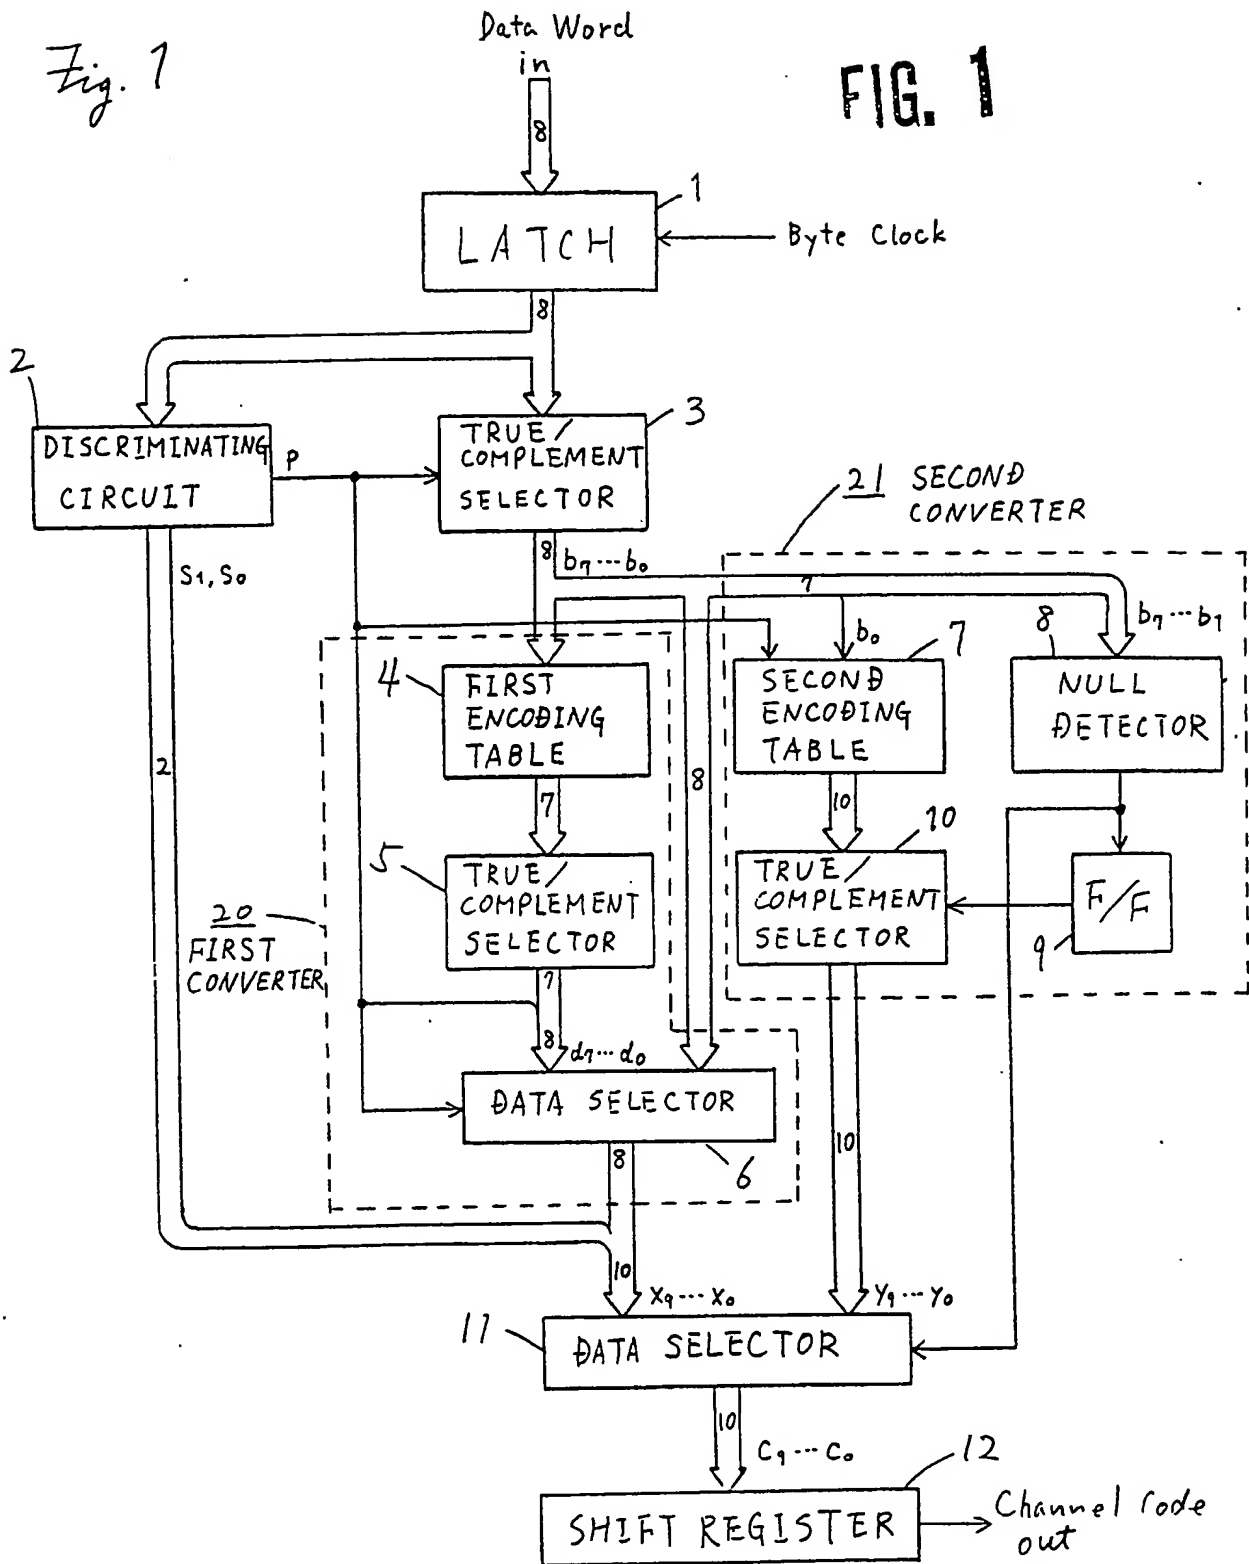 Fig. 1
Data Word
in
FIG. 1
8
1
LATCH
Byte Clock
8
2
DISCRIMINATING
CIRCUIT
P
3
TRUE/
COMPLEMENT
SELECTOR
21 SECOND
CONVERTER
S1, S0
8
b7...b0
7
b0
8
b7...b1
4
FIRST
ENCODING
TABLE
7
SECOND
ENCODING
TABLE
NULL
DETECTOR
2
7
8
10
10
5
TRUE/
COMPLEMENT
SELECTOR
TRUE/
COMPLEMENT
SELECTOR
F/F
9
20
FIRST
CONVERTER
7
8
d7...d0
DATA SELECTOR
6
8
10
10
X9...X0
Y9...Y0
11
DATA SELECTOR
10
C9...C0
12
SHIFT REGISTER
Channel Code
out